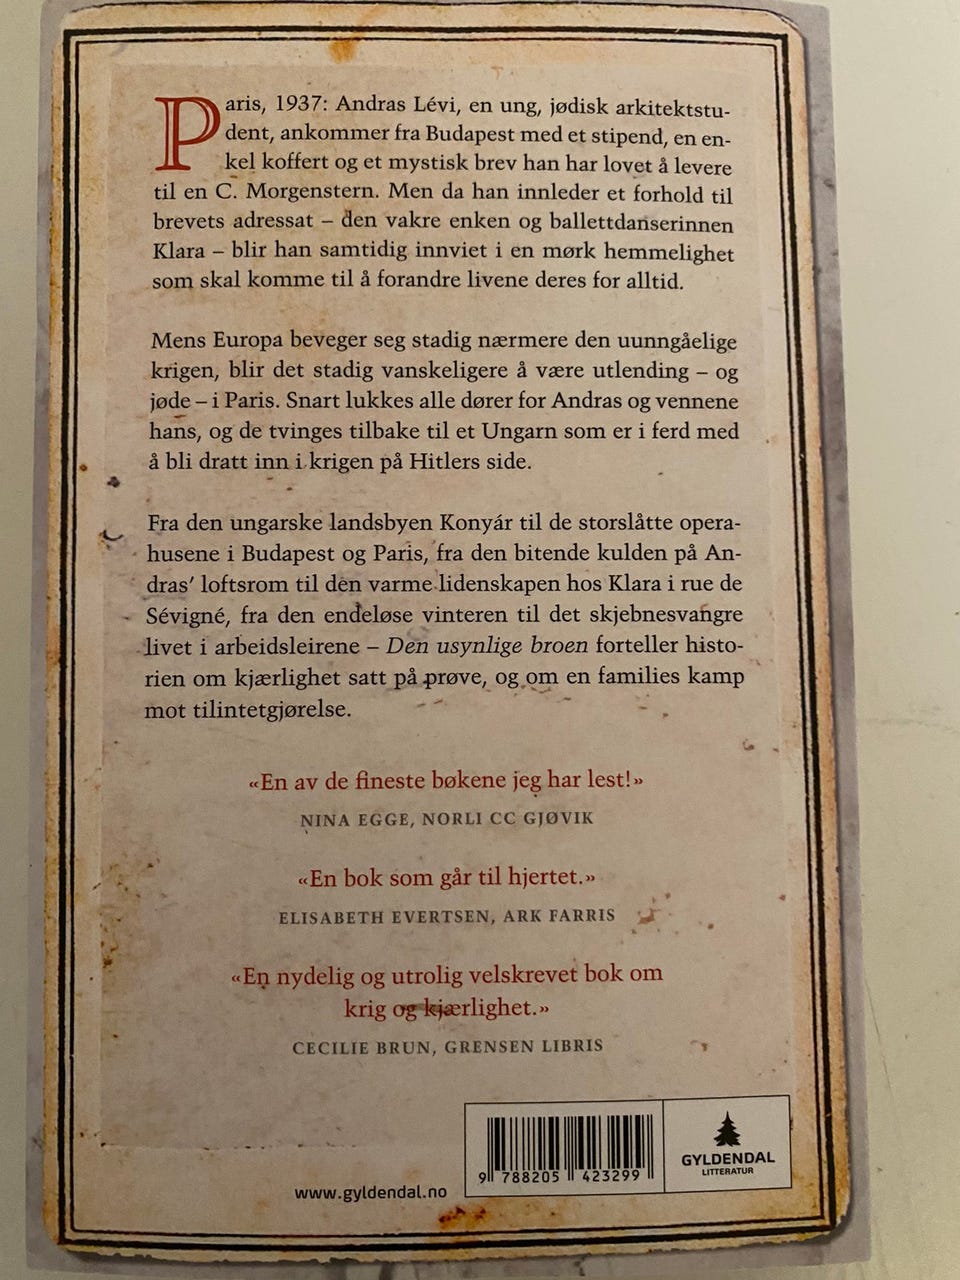 Paris, 1937: Andras Lévi, en ung, jødisk arkitektstu-
dent, ankommer fra Budapest med et stipend, en en-
kel koffert og et mystisk brev han har lovet å levere
til en C. Morgenstern. Men da han innleder et forhold til
brevets adressat – den vakre enken og ballettdanserinnen
Klara – blir han samtidig innviet i en mørk hemmelighet
som skal komme til å forandre livene deres for alltid.
Mens Europa beveger seg stadig nærmere den uunngåelige
krigen, blir det stadig vanskeligere å være utlending – og
jøde – i Paris. Snart lukkes alle dører for Andras og vennene
hans, og de tvinges tilbake til et Ungarn som er i ferd med
å bli dratt inn i krigen på Hitlers side.
Fra den ungarske landsbyen Konyár til de storslåtte opera-
husene i Budapest og Paris, fra den bitende kulden på An-
dras’ loftsrom til den varme lidenskapen hos Klara i rue de
Sévigné, fra den endeløse vinteren til det skjebnesvangre
livet i arbeidsleirene – Den usynlige broen forteller histo-
rien om kjærlighet satt på prøve, og om en families kamp
mot tilintetgjørelse.
«En av de fineste bøkene jeg har lest!»
NINA EGGE, NORLI CC GJØVIK
«En bok som går til hjertet.»
ELISABETH EVERTSEN, ARK FARRIS
«En nydelig og utrolig velskrevet bok om
krig og kjærlighet.»
CECILIE BRUN, GRENSEN LIBRIS
www.gyldendal.no
9 788205 423299
GYLDENDAL
LITTERATUR